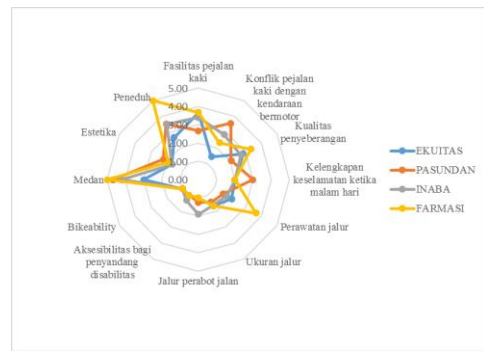 Fasilitas pejalan
kaki
Konflik pejalan
kaki dengan
kendaraan
bermotor
Kualitas
penyeberangan
Kelengkapan
keselamatan ketika
malam hari
Perawatan jalur
Ukuran jalur
Jalur perabot jalan
Aksesibilitas bagi
penyandang
disabilitas
Bikeability
Medan
Estetika
Peneduh
5.00
4.00
3.00
2.00
1.00
0.00
EKUITAS
PASUNDAN
INABA
FARMASI